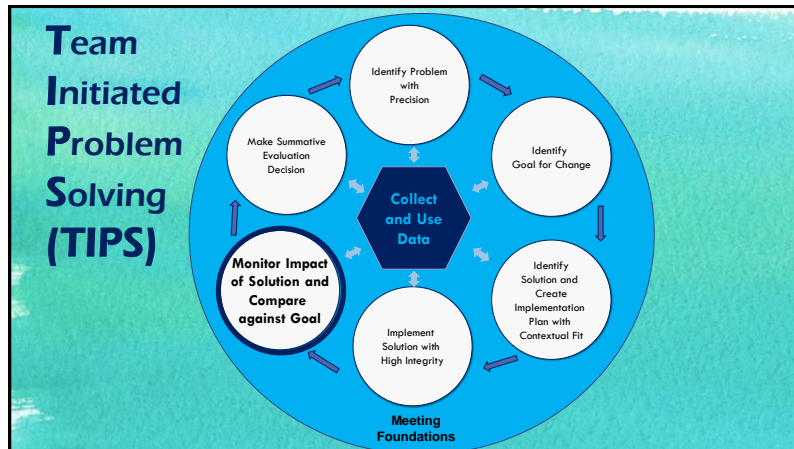 Team
Initiated
Problem
Solving
(TIPS)
Identify Problem
with
Precision
Identify
Goal for Change
Identify
Solution and
Create
Implementation
Plan with
Contextual Fit
Implement
Solution with
High Integrity
Monitor Impact
of Solution and
Compare
against Goal
Make Summative
Evaluation
Decision
Collect
and Use
Data
Meeting
Foundations